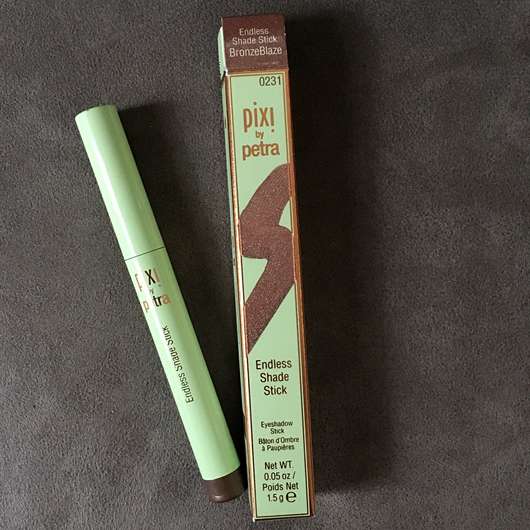 Endless
Shade Stick
BronzeBlaze
0231
pixi
by
petra
Endless
Shade
Stick
Eyeshadow
Stick
Bâton d'Ombre
à Paupières
Net WT.
0.05 oz /
Poids Net
1.5 g e
pixi
by
petra
Endless Shade Stick